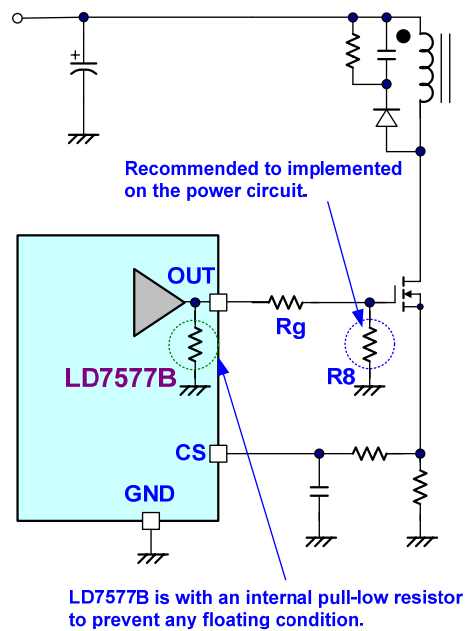 +
Recommended to implemented
on the power circuit.
OUT
Rg
LD7577B
R8
CS
GND
LD7577B is with an internal pull-low resistor
to prevent any floating condition.